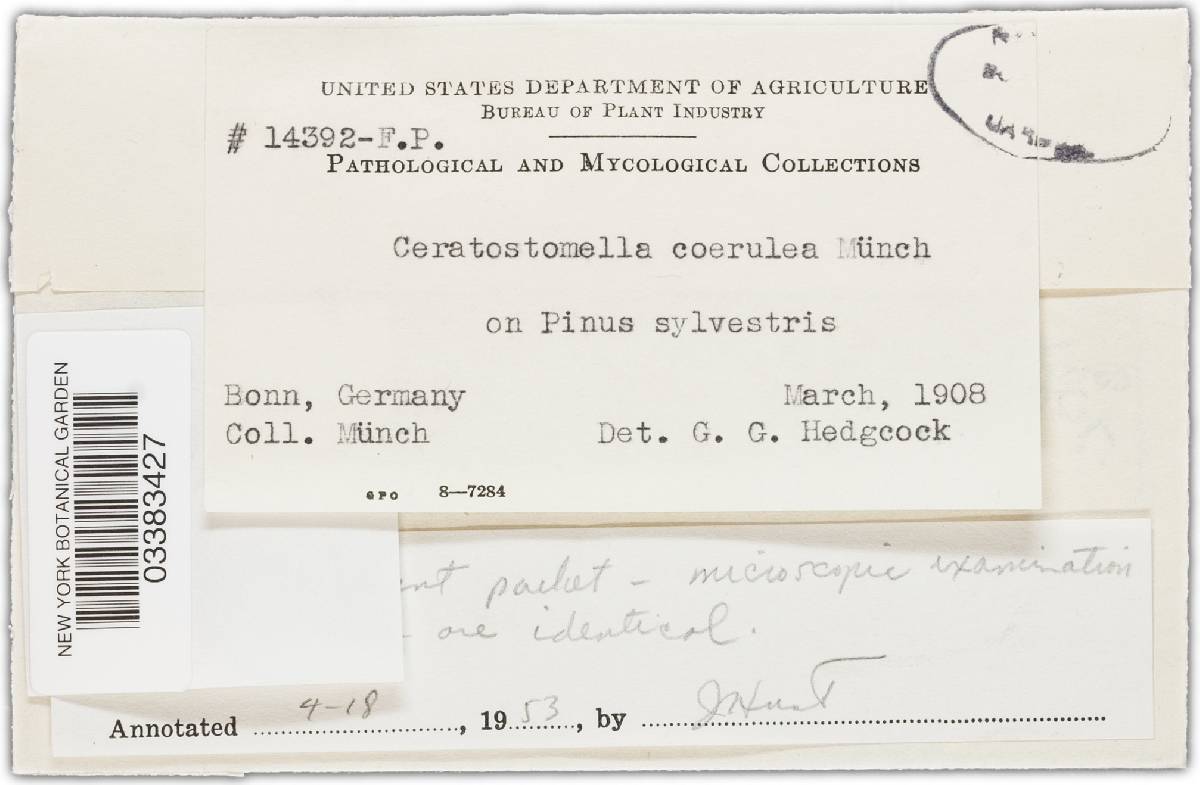 UNITED STATES DEPARTMENT OF AGRICULTURE
BUREAU OF PLANT INDUSTRY
# 14392-F.P.
PATHOLOGICAL AND MYCOLOGICAL COLLECTIONS
Ceratostomella coerulea Münch
on Pinus sylvestris
Bonn, Germany March, 1908
Coll. Münch Det. G. G. Hedgcock
GPO 8—7284
NEW YORK BOTANICAL GARDEN
03383427
packet - microscopic examination
- are identical.
Annotated 4-18, 1953, by J Hunt